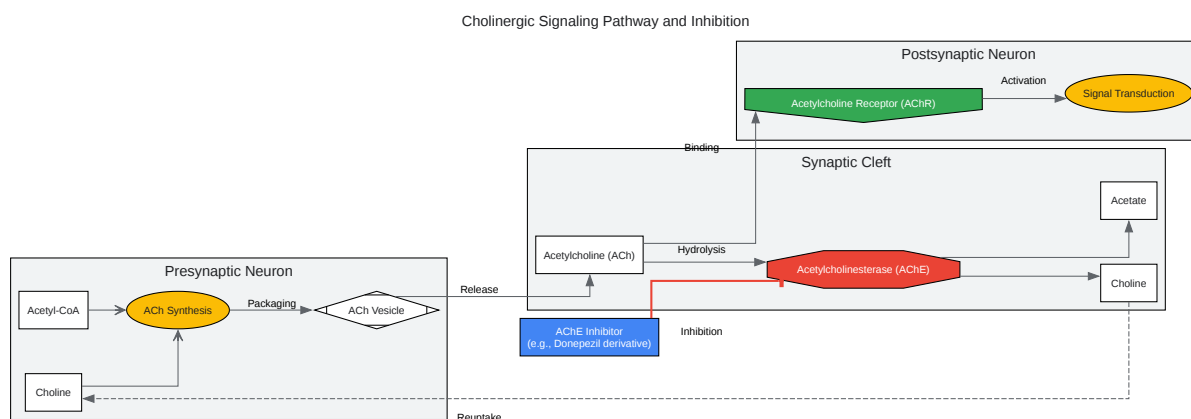 Cholinergic Signaling Pathway and Inhibition
Postsynaptic Neuron
Acetylcholine Receptor (AChR)
Activation
Signal Transduction
Binding
Synaptic Cleft
Acetate
Acetylcholine (ACh)
Hydrolysis
Acetylcholinesterase (AChE)
Choline
Presynaptic Neuron
Acetyl-CoA
ACh Synthesis
Packaging
ACh Vesicle
Release
AChE Inhibitor
(e.g., Donepezil derivative)
Inhibition
Choline
Reuptake